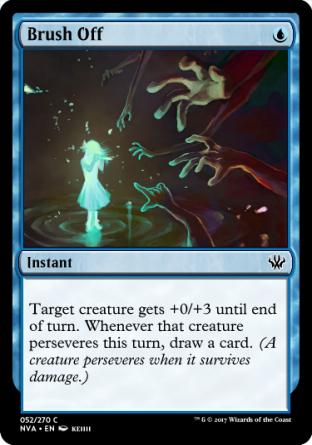 Brush Off
Instant
Target creature gets +0/+3 until end
of turn. Whenever that creature
perseveres this turn, draw a card. (A
creature perseveres when it survives
damage.)
052/270 C
NVA • EN KEHH
™ & © 2017 Wizards of the Coast